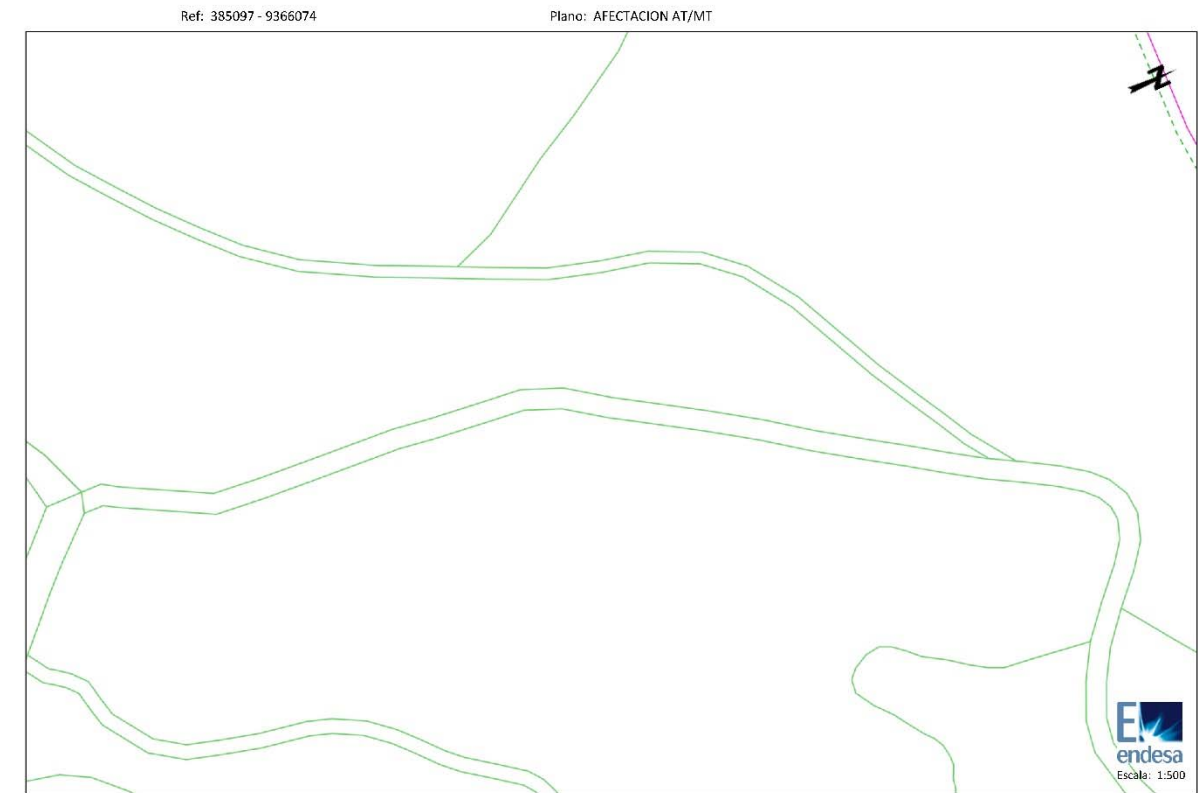 Ref: 385097 - 9366074
Plano: AFECTACION AT/MT
Z
E
endesa
Escala: 1:500